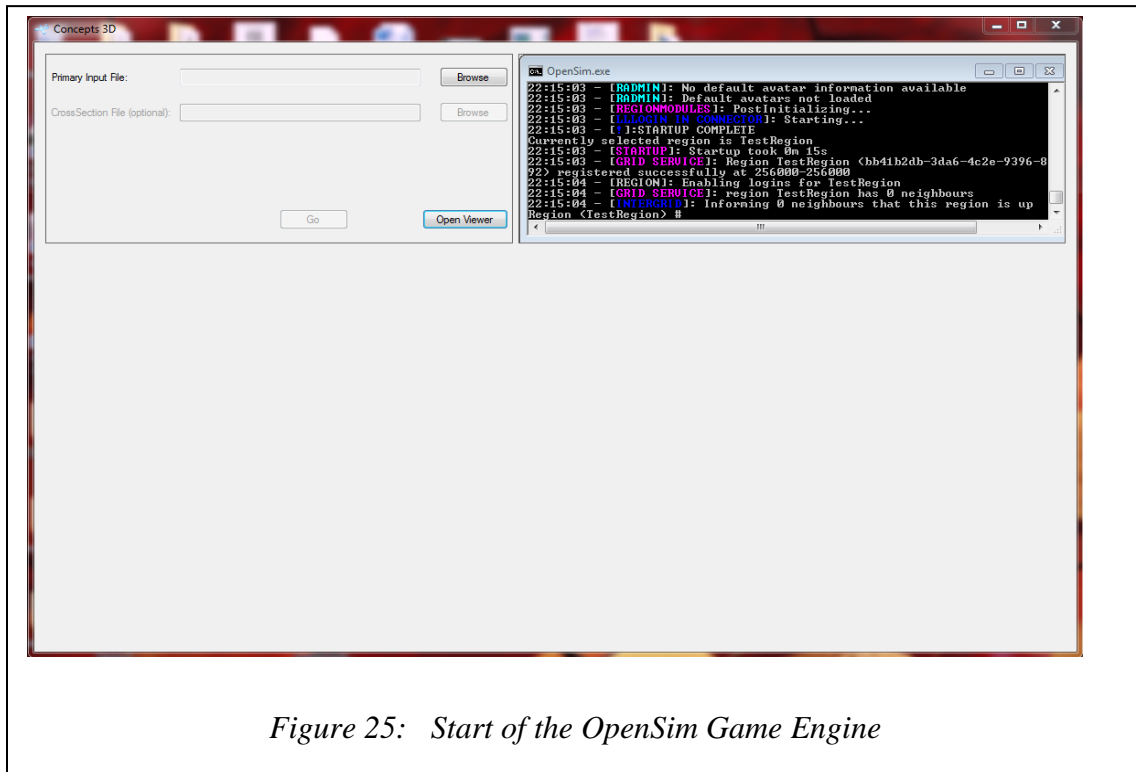 Concepts 3D
Primary Input File:
Browse
CrossSection File (optional):
Browse
Go
Open Viewer
OpenSim.exe
22:15:03 - [RADMIN]: No default avatar information available
22:15:03 - [RADMIN]: Default avatars not loaded
22:15:03 - [REGIONMODULES]: PostInitializing...
22:15:03 - [LLLOGIN IN CONNECTOR]: Starting...
22:15:03 - [!]:STARTUP COMPLETE
Currently selected region is TestRegion
22:15:03 - [STARTUP]: Startup took 0m 15s
22:15:03 - [GRID SERVICE]: Region TestRegion (bb41b2db-3da6-4c2e-9396-8
92) registered successfully at 256000-256000
22:15:04 - [REGION]: Enabling logins for TestRegion
22:15:04 - [GRID SERVICE]: region TestRegion has 0 neighbours
22:15:04 - [INTERGRID]: Informing 0 neighbours that this region is up
Region (TestRegion) #
Figure 25: Start of the OpenSim Game Engine